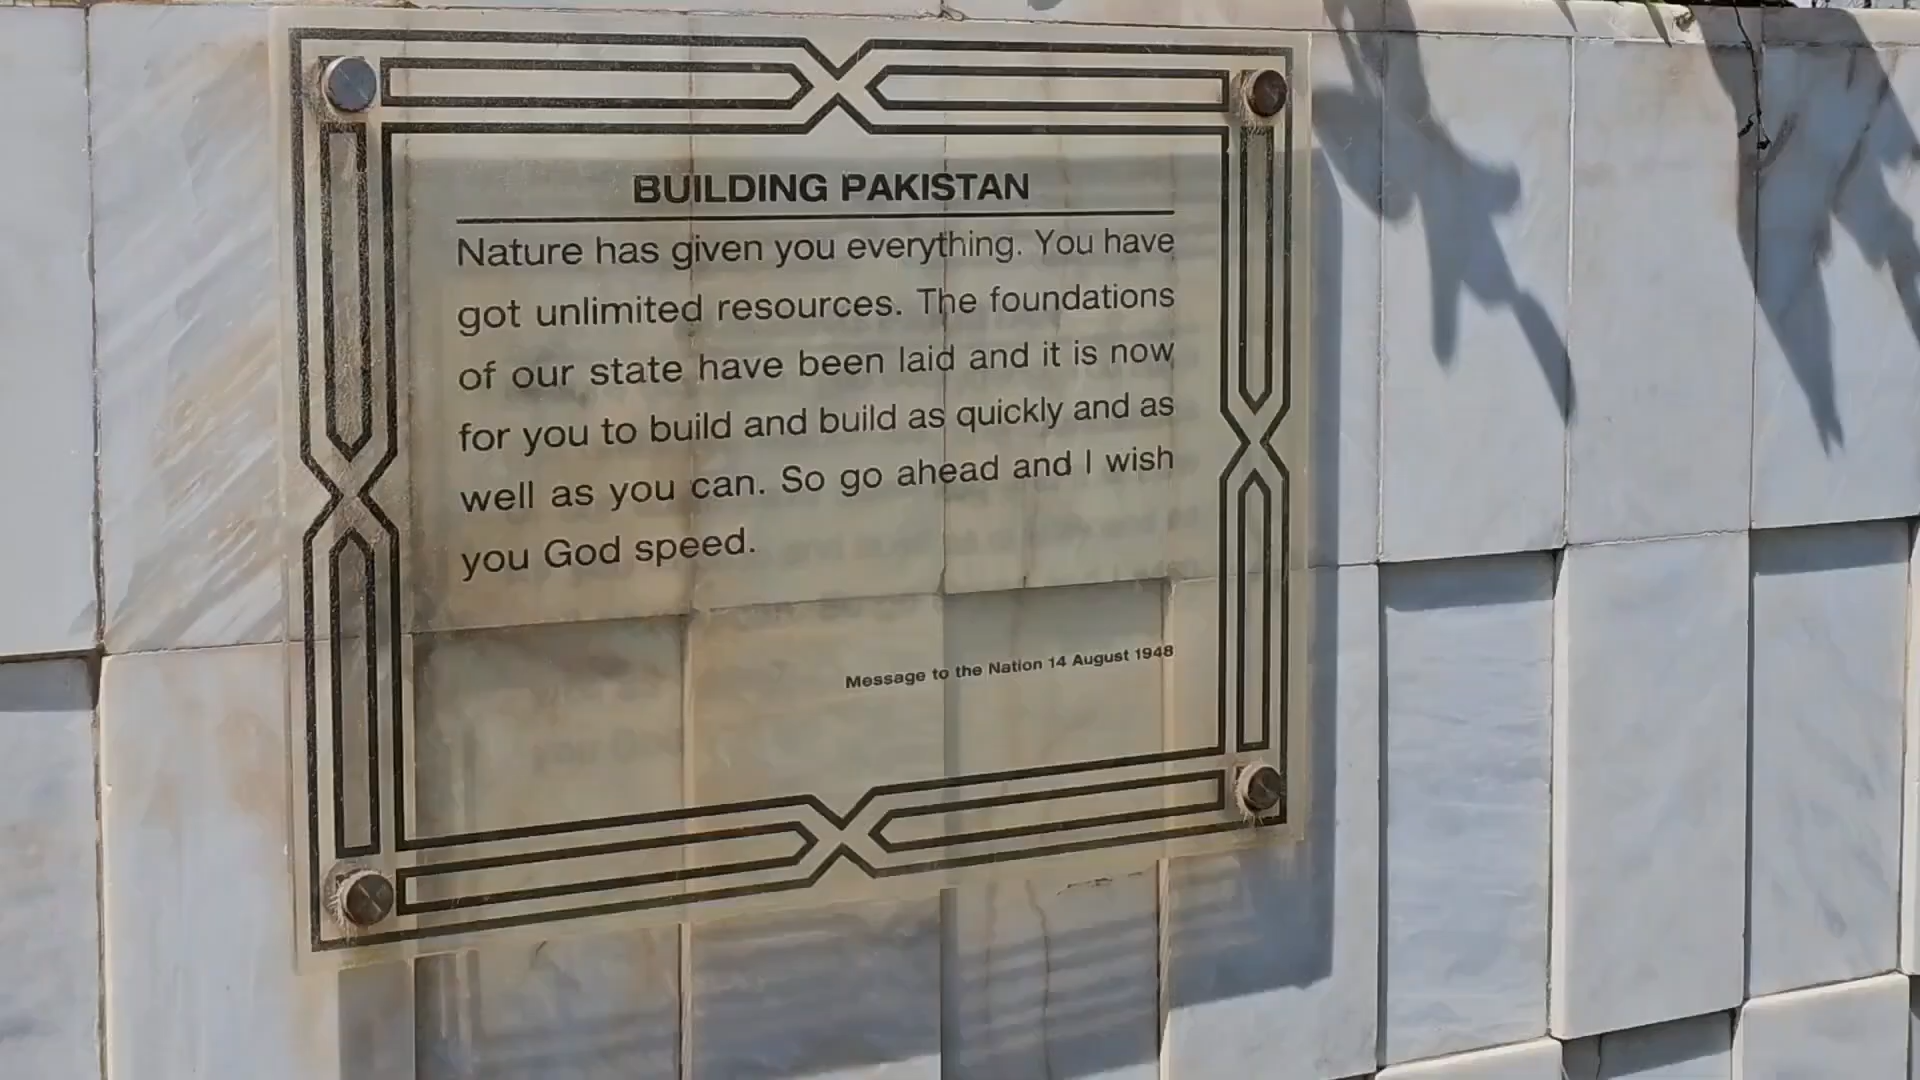 BUILDING PAKISTAN
Nature has given you everything. You have
got unlimited resources. The foundations
of our state have been laid and it is now
for you to build and build as quickly and as
well as you can. So go ahead and I wish
you God speed.
Message to the Nation 14 August 1948